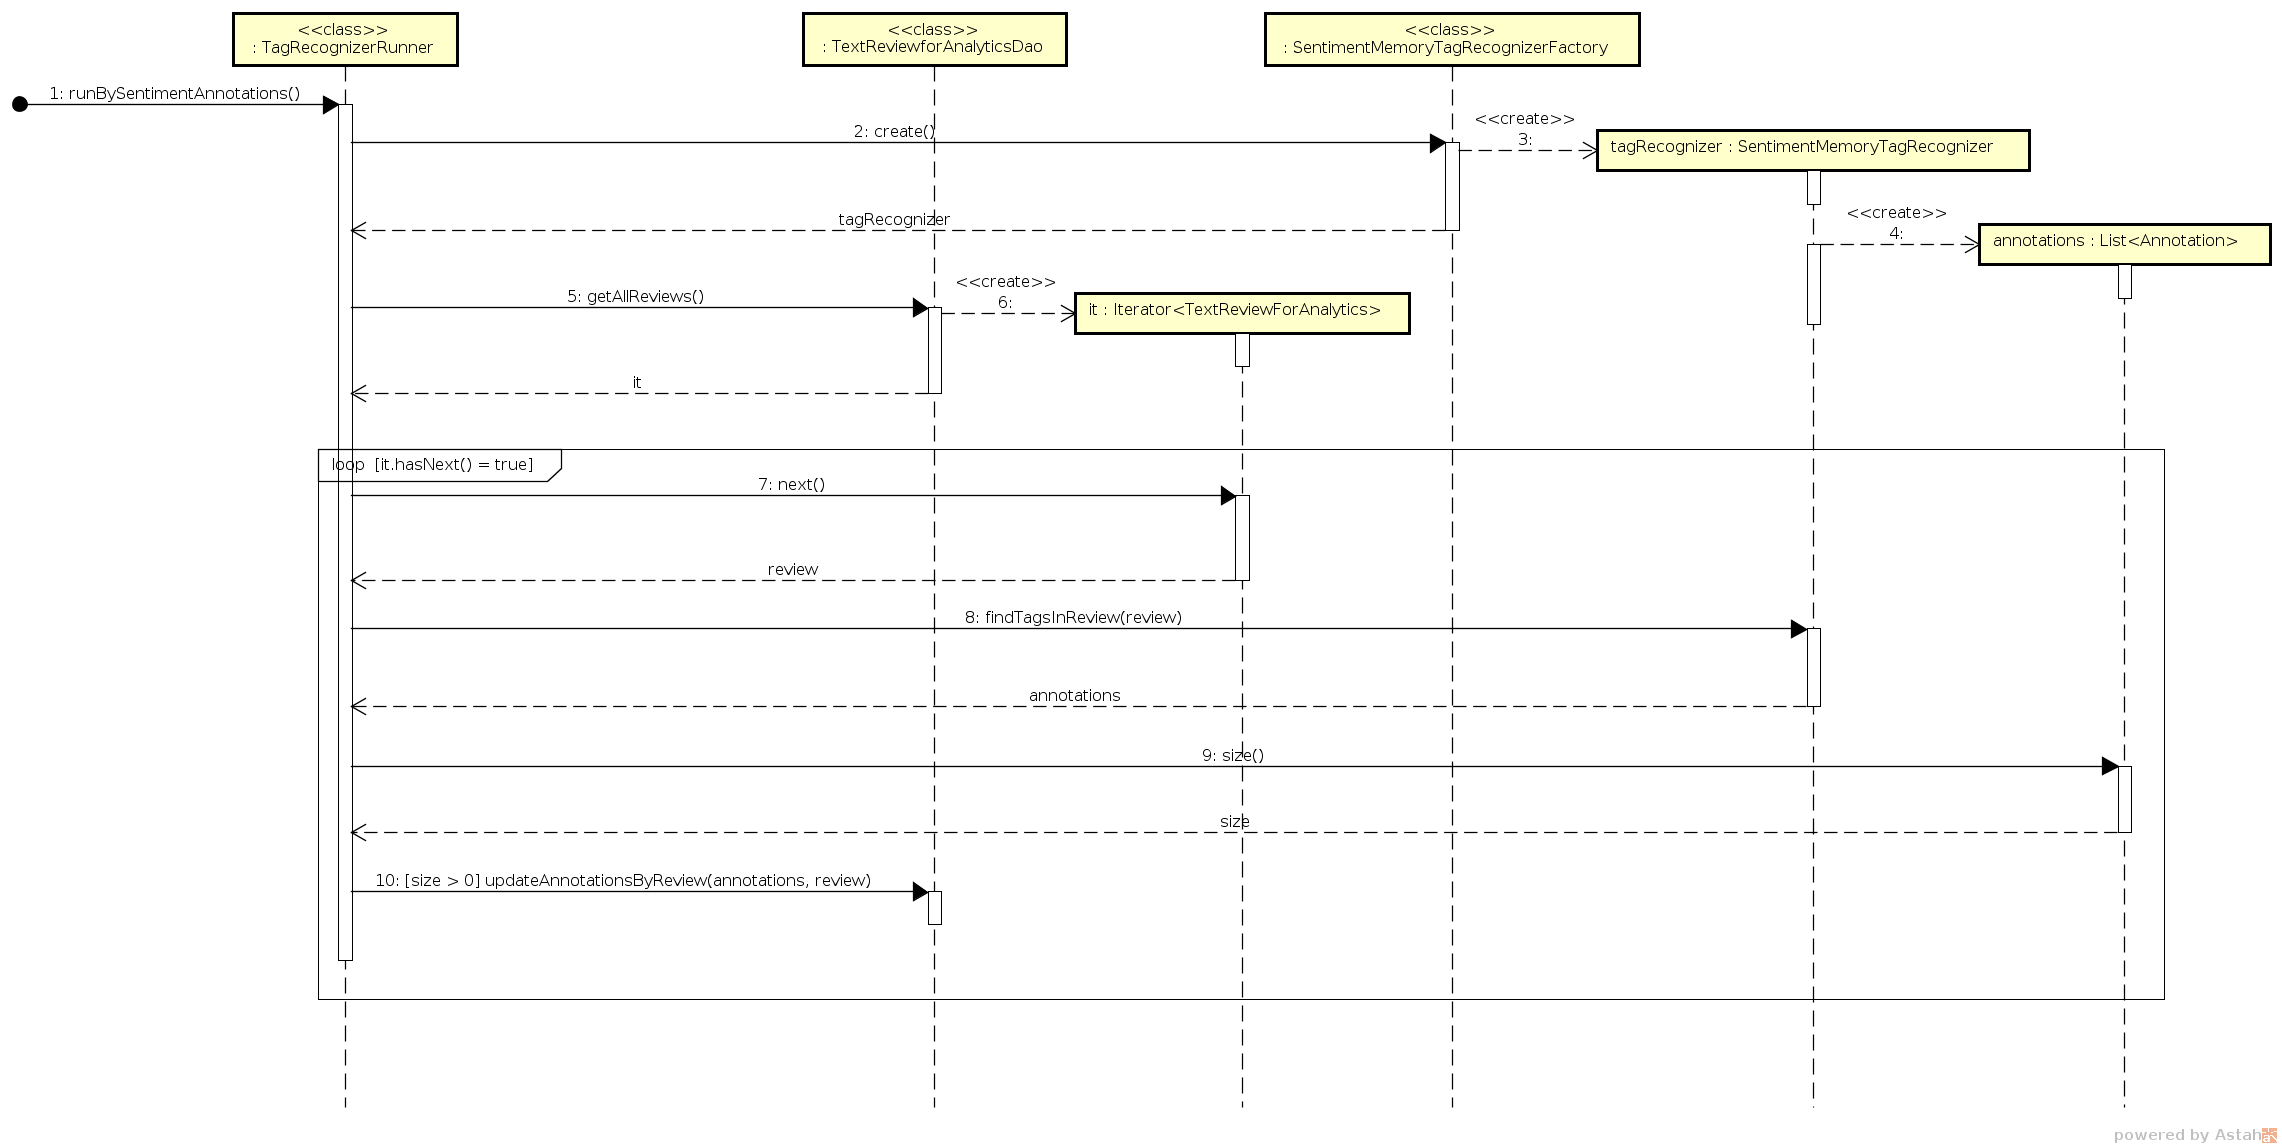 <<class>>
: TagRecognizerRunner
<<class>>
: TextReviewforAnalyticsDao
<<class>>
: SentimentMemoryTagRecognizerFactory
1: runBySentimentAnnotations()
2: create()
<<create>>
3:
tagRecognizer : SentimentMemoryTagRecognizer
tagRecognizer
<<create>>
4:
annotations : List<Annotation>
5: getAllReviews()
<<create>>
6:
it : Iterator<TextReviewForAnalytics>
it
loop [it.hasNext() = true]
7: next()
review
8: findTagsInReview(review)
annotations
9: size()
size
10: [size > 0] updateAnnotationsByReview(annotations, review)
powered by Astah